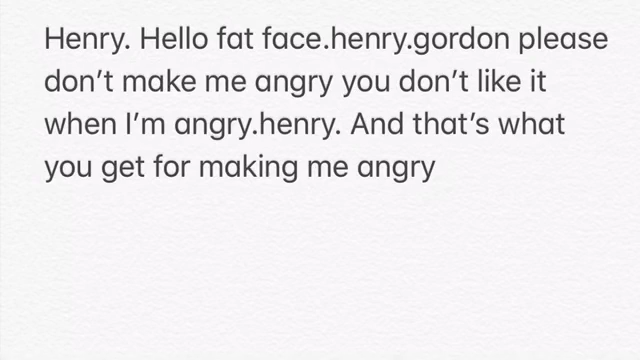 Henry. Hello fat face.henry.gordon please
don’t make me angry you don’t like it
when I’m angry.henry. And that’s what
you get for making me angry